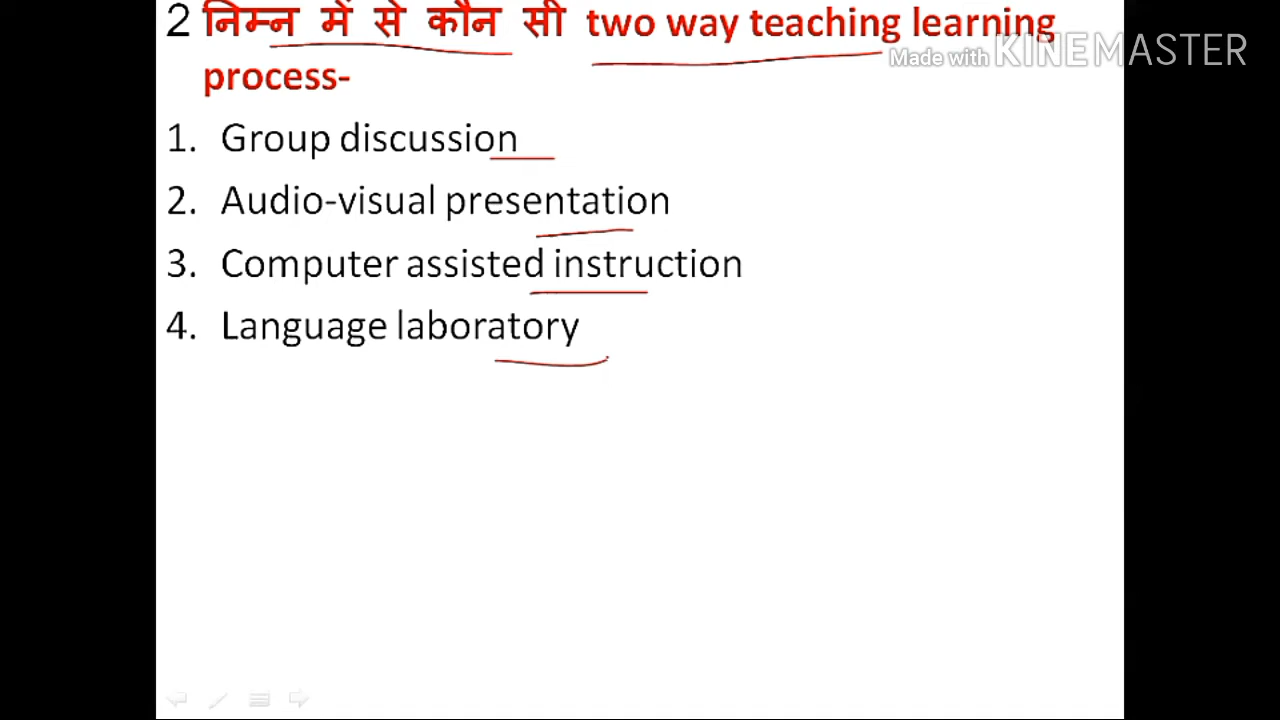 2 निम्न में से कौन सी two way teaching learning
Made with KINEMASTER
process-
1. Group discussion
2. Audio-visual presentation
3. Computer assisted instruction
4. Language laboratory